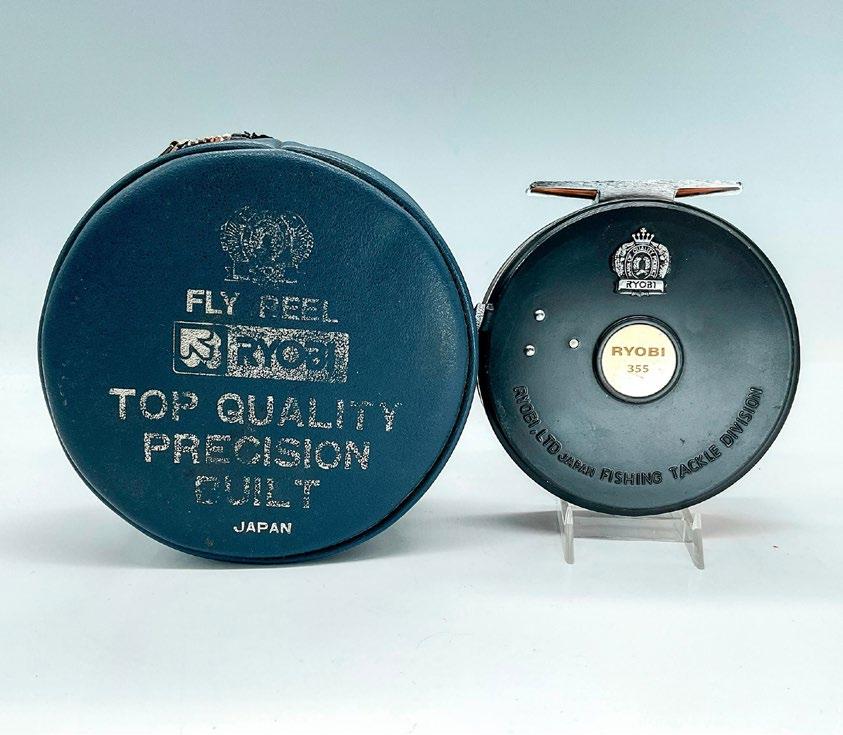 FLY REEL
RYOBI
TOP QUALITY
PRECISION
BUILT
JAPAN
RYOBI
RYOBI
355
RYOBI, LTD JAPAN FISHING TACKLE DIVISION